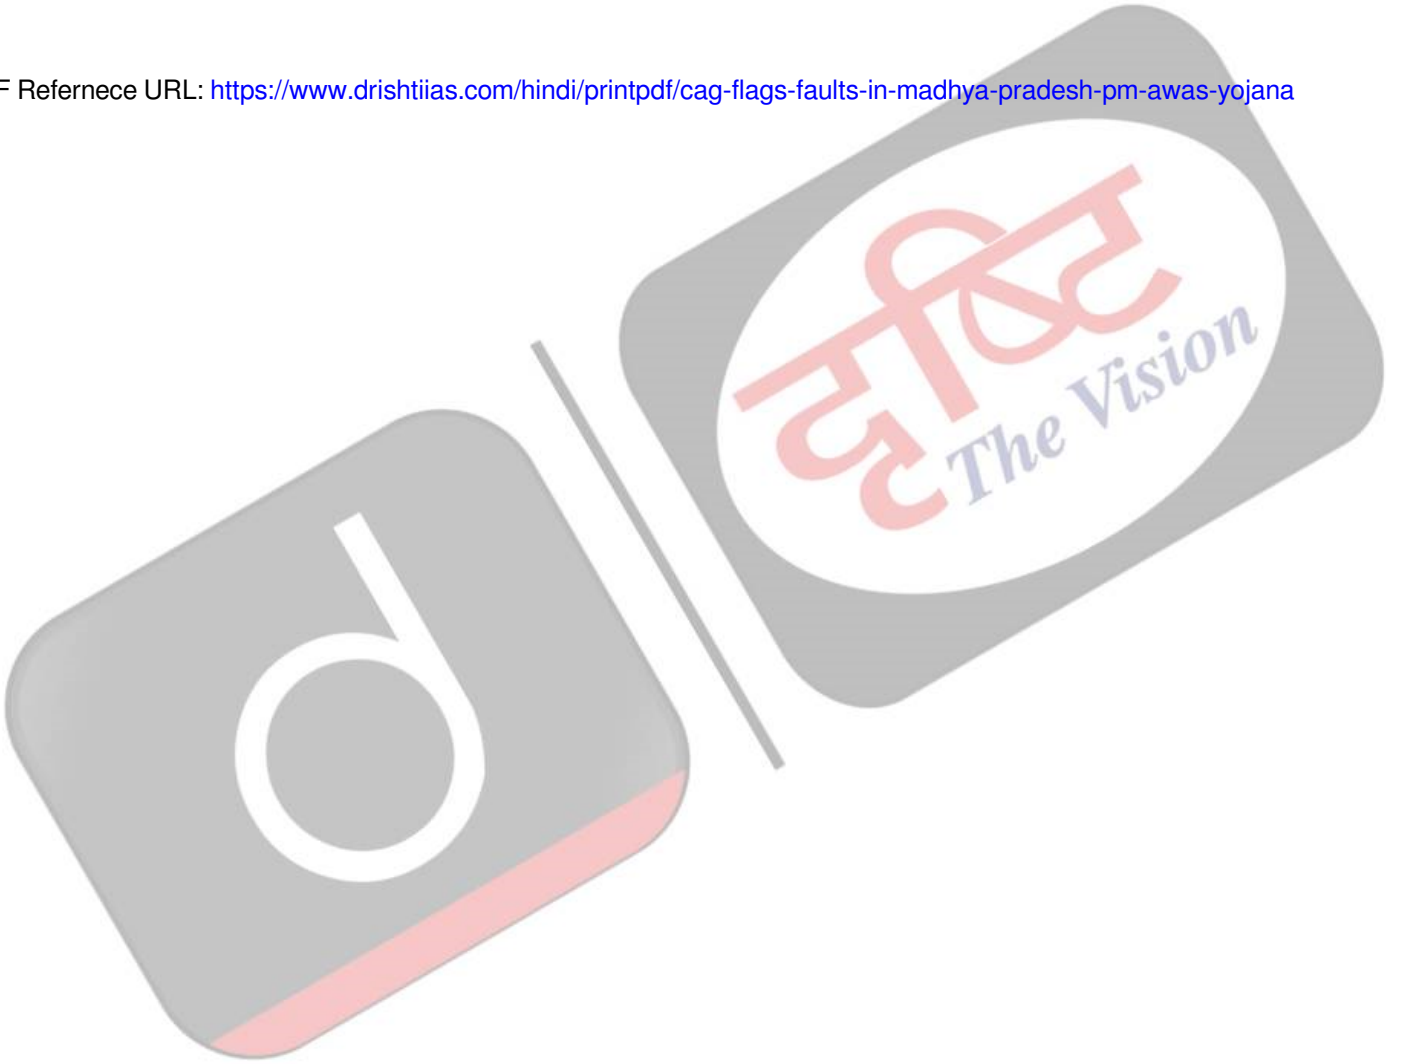 F Refernece URL: https://www.drishtiias.com/hindi/printpdf/cag-flags-faults-in-madhya-pradesh-pm-awas-yojana
दृष्टि
The Vision
d